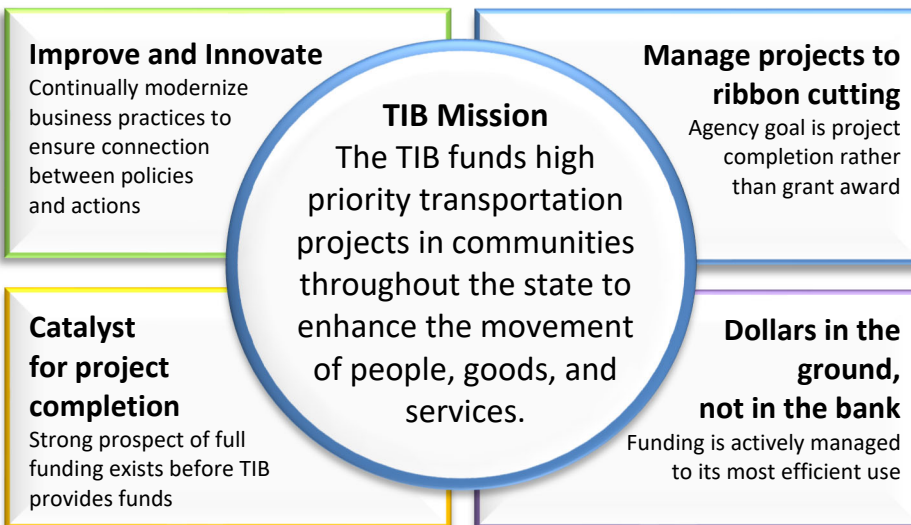 Improve and Innovate
Continually modernize
business practices to
ensure connection
between policies
and actions
Manage projects to
ribbon cutting
Agency goal is project
completion rather
than grant award
TIB Mission
The TIB funds high
priority transportation
projects in communities
throughout the state to
enhance the movement
of people, goods, and
services.
Catalyst
for project
completion
Strong prospect of full
funding exists before TIB
provides funds
Dollars in the
ground,
not in the bank
Funding is actively managed
to its most efficient use